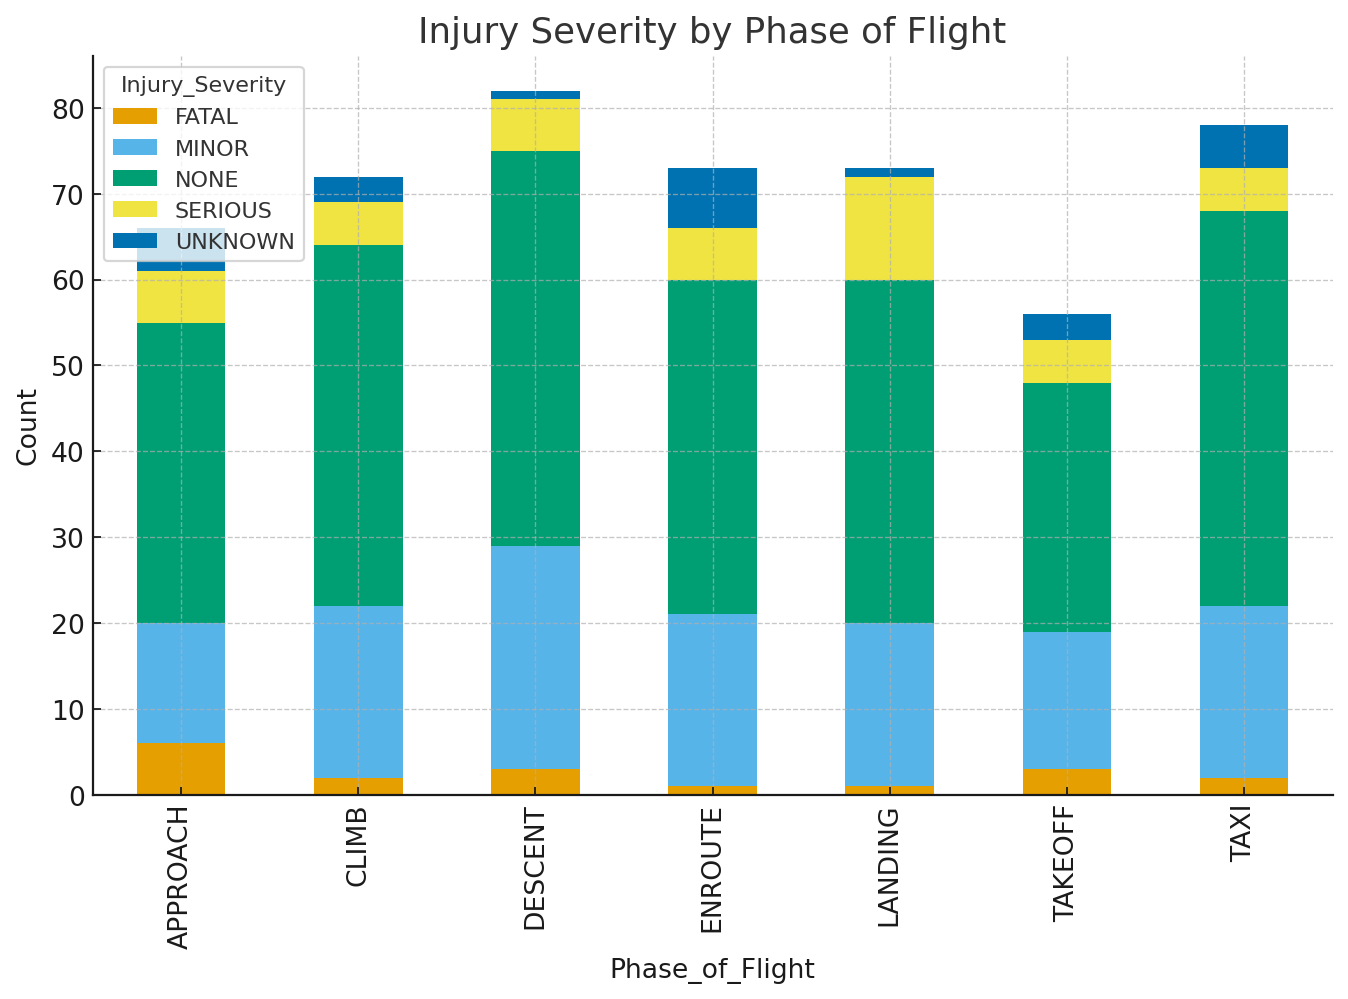 Injury Severity by Phase of Flight
Injury_Severity
FATAL
MINOR
NONE
SERIOUS
UNKNOWN
80
70
60
50
40
30
20
10
0
Count
APPROACH
CLIMB
DESCENT
ENROUTE
LANDING
TAKEOFF
TAXI
Phase_of_Flight